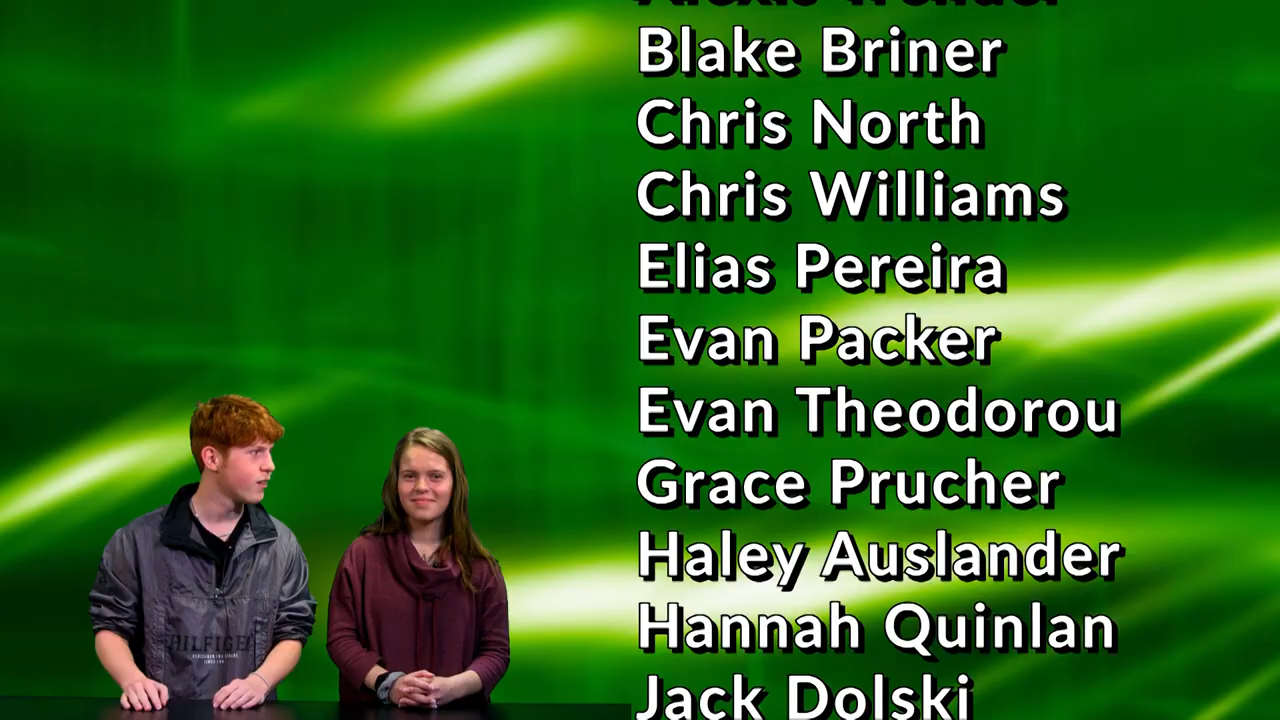 Blake Briner
Chris North
Chris Williams
Elias Pereira
Evan Packer
Evan Theodorou
Grace Prucher
Haley Auslander
Hannah Quinlan
Jack Dolski
HILFIGER